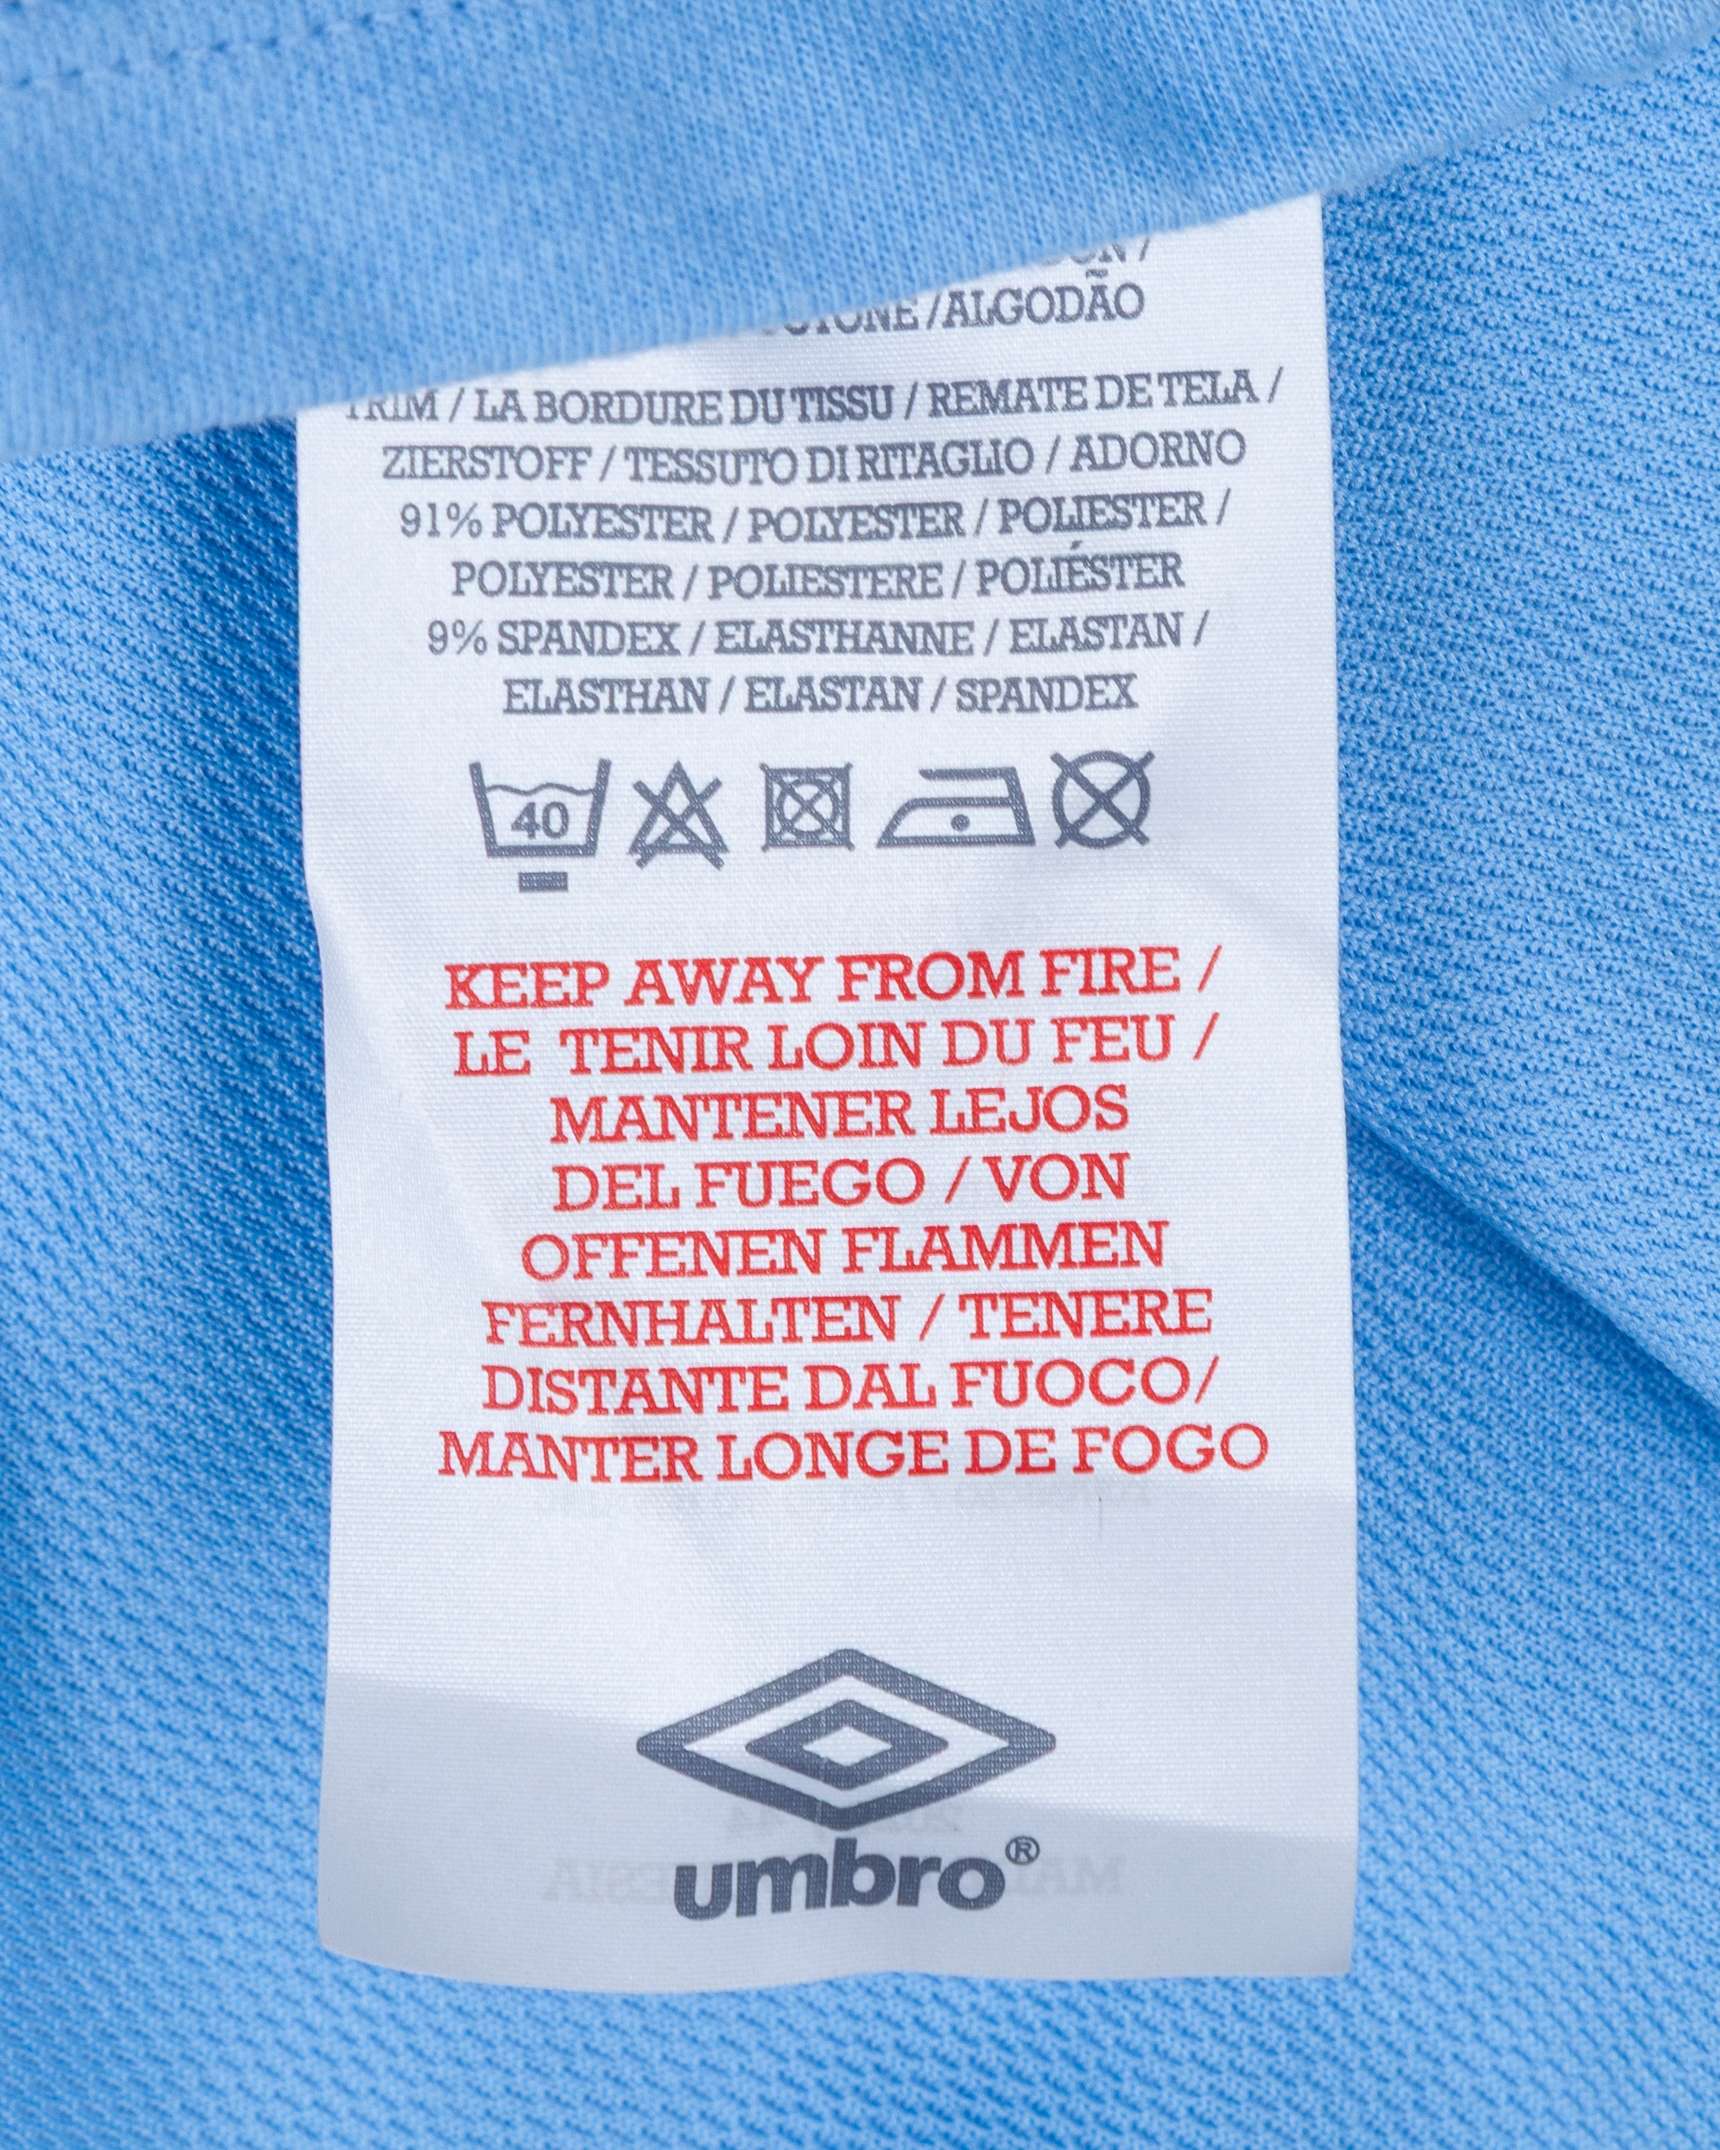 /ALGODÃO
TRIM / LA BORDURE DU TISSU / REMATE DE TELA /
ZIERSTOFF / TESSUTO DI RITAGLIO / ADORNO
91% POLYESTER / POLYESTER / POLIESTER /
POLYESTER / POLIESTERE / POLIÉSTER
9% SPANDEX / ELASTHANNE / ELASTAN /
ELASTHAN / ELASTAN / SPANDEX
40
KEEP AWAY FROM FIRE /
LE TENIR LOIN DU FEU /
MANTENER LEJOS
DEL FUEGO / VON
OFFENEN FLAMMEN
FERNHALTEN / TENERE
DISTANTE DAL FUOCO/
MANTER LONGE DE FOGO
umbro®